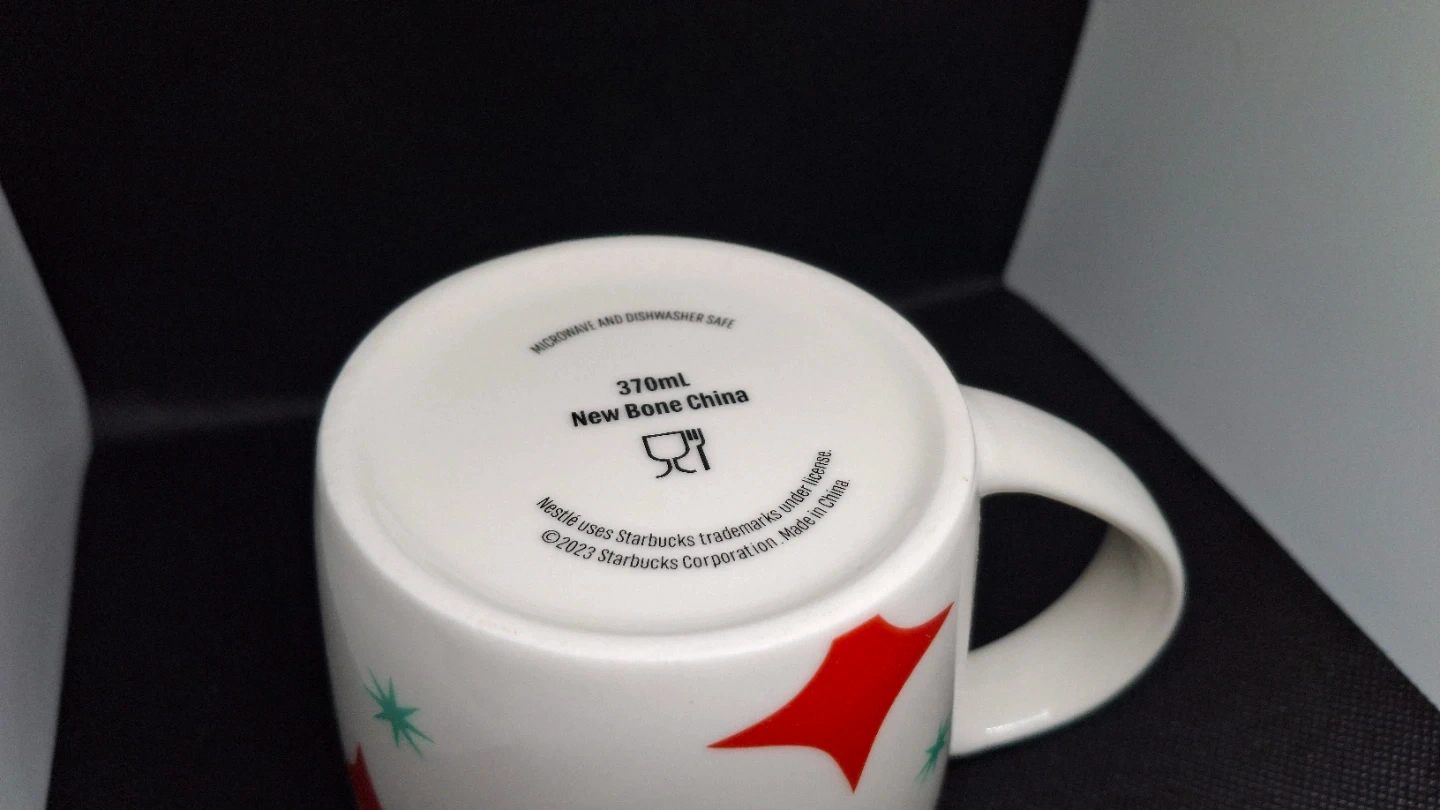 MICROWAVE AND DISHWASHER SAFE
370mL
New Bone China
Nestlé uses Starbucks trademarks under license.
©2023 Starbucks Corporation. Made in China.